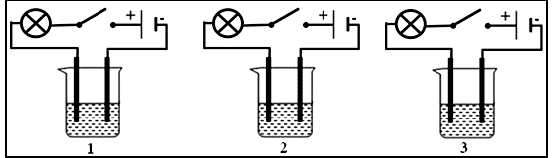 + - + - + -
1 2 3